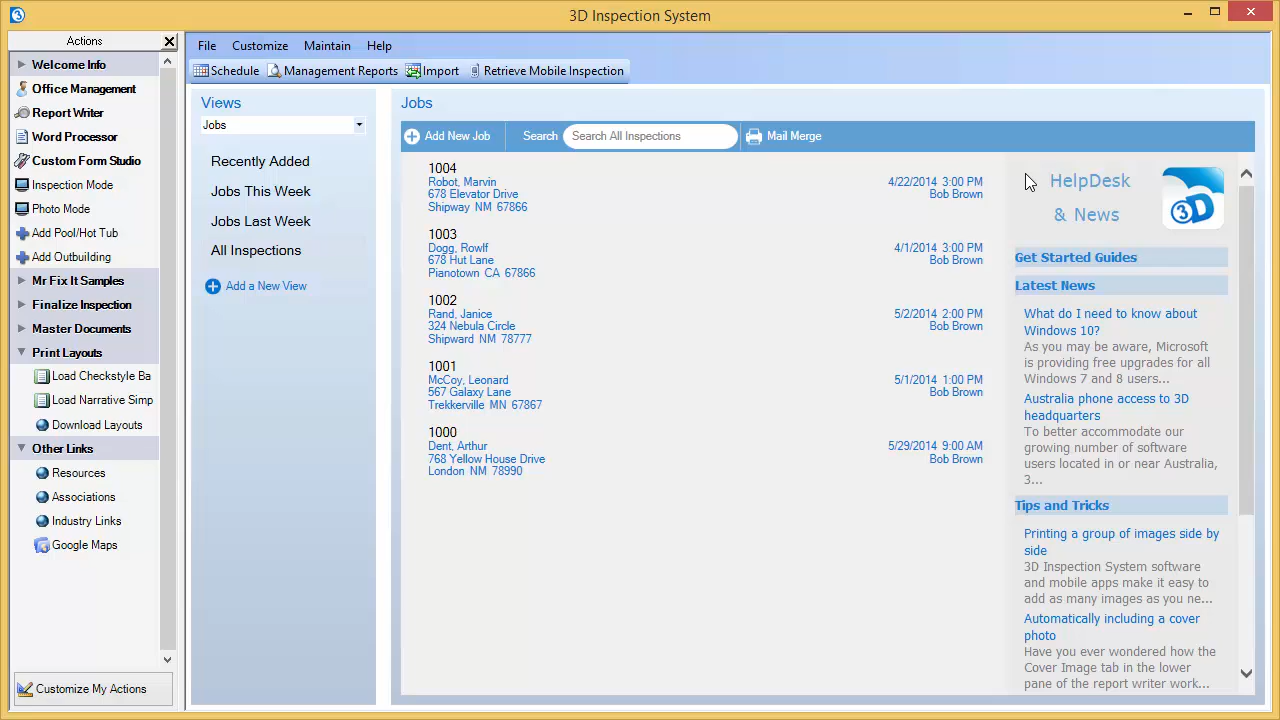 3D Inspection System
Actions
Welcome Info
Office Management
Report Writer
Word Processor
Custom Form Studio
Inspection Mode
Photo Mode
Add Pool/Hot Tub
Add Outbuilding
Mr Fix It Samples
Finalize Inspection
Master Documents
Print Layouts
Load Checkstyle Ba
Load Narrative Simp
Download Layouts
Other Links
Resources
Associations
Industry Links
Google Maps
Customize My Actions
File Customize Maintain Help
Schedule Management Reports Import Retrieve Mobile Inspection
Views
Jobs
Recently Added
Jobs This Week
Jobs Last Week
All Inspections
Add a New View
Jobs
Add New Job Search Search All Inspections Mail Merge
1004
Robot, Marvin 4/22/2014 3:00 PM
678 Elevator Drive Bob Brown
Shipway NM 67866
1003
Dogg, Rowlf 4/1/2014 3:00 PM
678 Hut Lane Bob Brown
Pianotown CA 67866
1002
Rand, Janice 5/2/2014 2:00 PM
324 Nebula Circle Bob Brown
Shipward NM 78777
1001
McCoy, Leonard 5/1/2014 1:00 PM
567 Galaxy Lane Bob Brown
Trekkerville MN 67867
1000
Dent, Arthur 5/29/2014 9:00 AM
768 Yellow House Drive Bob Brown
London NM 78990
HelpDesk
& News
3D
Get Started Guides
Latest News
What do I need to know about
Windows 10?
As you may be aware, Microsoft
is providing free upgrades for all
Windows 7 and 8 users...
Australia phone access to 3D
headquarters
To better accommodate our
growing number of software
users located in or near Australia,
3...
Tips and Tricks
Printing a group of images side by
side
3D Inspection System software
and mobile apps make it easy to
add as many images as you ne...
Automatically including a cover
photo
Have you ever wondered how the
Cover Image tab in the lower
pane of the report writer work...